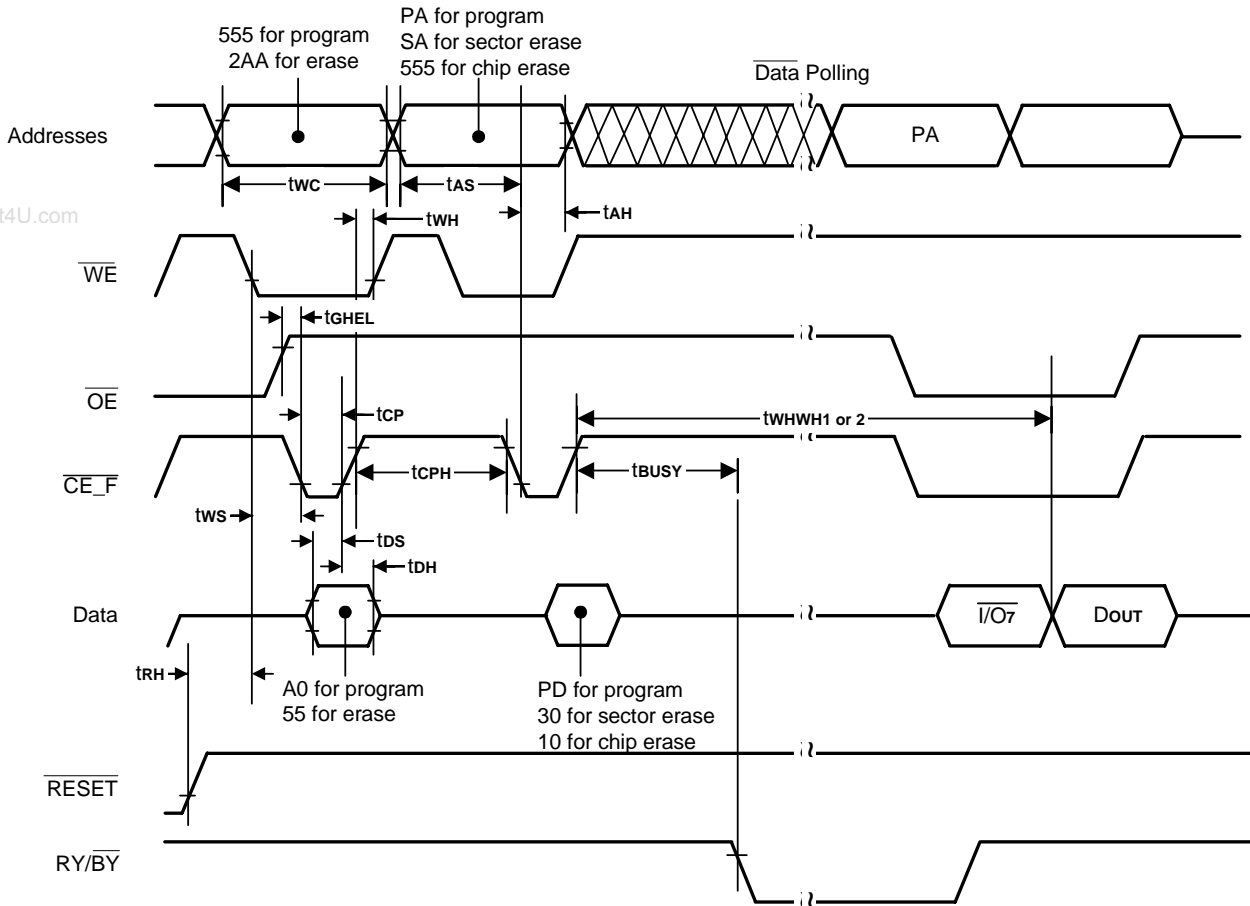 555 for program
2AA for erase
PA for program
SA for sector erase
555 for chip erase
Data Polling
Addresses
PA
tWC
tAS
tWH
tAH
t4U.com
WE
tGHEL
OE
tCP
tWHWH1 or 2
CE_F
tCPH
tBUSY
tWS
tDS
tDH
Data
I/O7
DOUT
tRH
A0 for program
55 for erase
PD for program
30 for sector erase
10 for chip erase
RESET
RY/BY